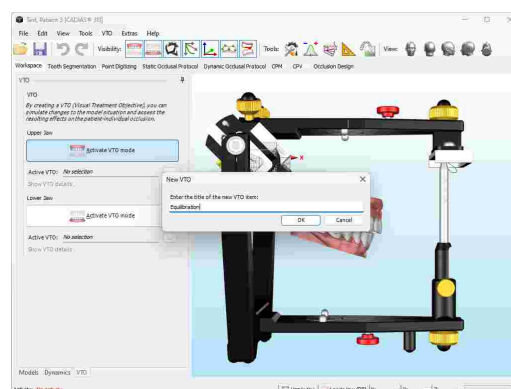 Test, Patient 3 [CADIAS® 3D]
File Edit View Tools VTO Extras Help
Visibility: Tools: View:
Workspace Tooth Segmentation Point Digitizing Static Occlusal Protocol Dynamic Occlusal Protocol CPM CPV Occlusion Design
VTO
VTO
By creating a VTO (Visual Treatment Objective), you can
simulate changes to the model situation and assess the
resulting effects on the patient-individual occlusion.
Upper Jaw
Activate VTO mode
Active VTO: No selection
Show VTO details
Lower Jaw
Activate VTO mode
Active VTO: No selection
Show VTO details
New VTO
Enter the title of the new VTO item:
Equilibration
OK Cancel
x
Models Dynamics VTO